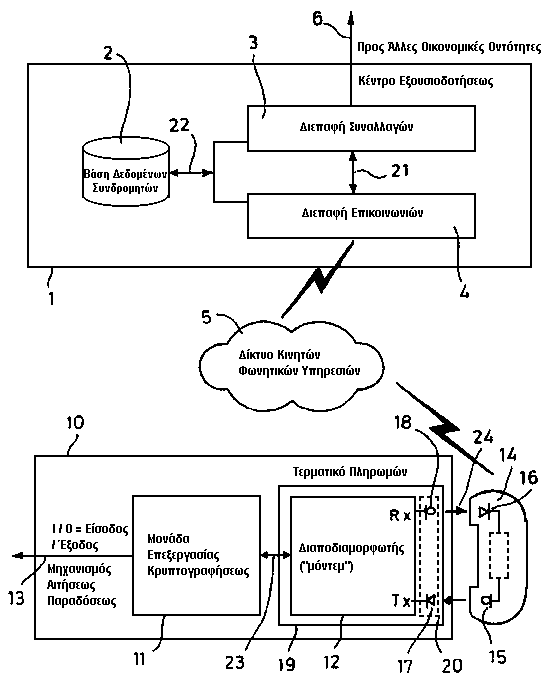 6
Προς Άλλες Οικονομικές Οντότητες
2
3
Κέντρο Εξουσιοδοτήσεως
Διεπαφή Συναλλαγών
22
Βάση Δεδομένων
Συνδρομητών
21
Διεπαφή Επικοινωνιών
1
4
5
Δίκτυο Κινητών
Φωνητικών Υπηρεσιών
10
18
24
14
16
Τερματικό Πληρωμών
Rx
I / 0 = Είσοδος
/ Έξοδος
Μονάδα
Επεξεργασίας
Κρυπτογραφήσεως
Διαποδιαμορφωτής
("μόντεμ")
Μηχανισμός
Αιτήσεως
Παραδόσεως
13
Tx
11
23
19
12
17
20
15